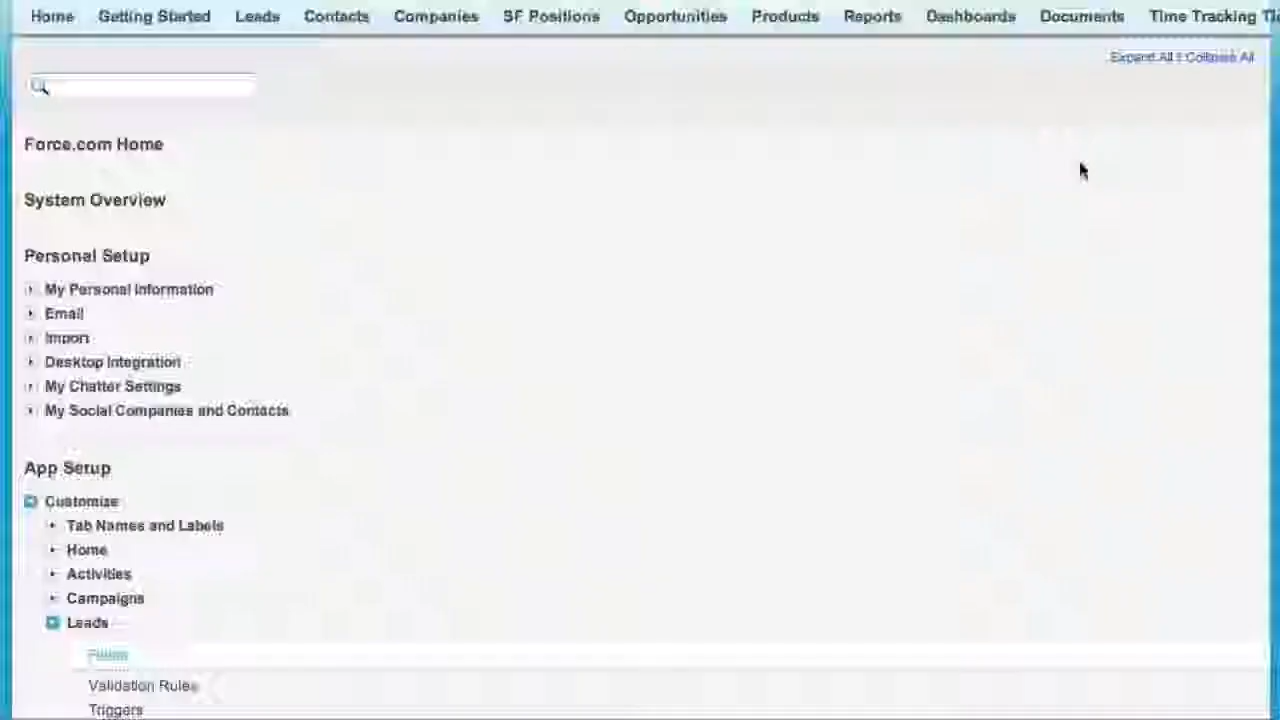 Home Getting Started Leads Contacts Companies SF Positions Opportunities Products Reports Dashboards Documents Time Tracking
Expand All | Collapse All
Force.com Home
System Overview
Personal Setup
My Personal Information
Email
Import
Desktop Integration
My Chatter Settings
My Social Companies and Contacts
App Setup
Customize
Tab Names and Labels
Home
Activities
Campaigns
Leads
Fields
Validation Rules
Triggers